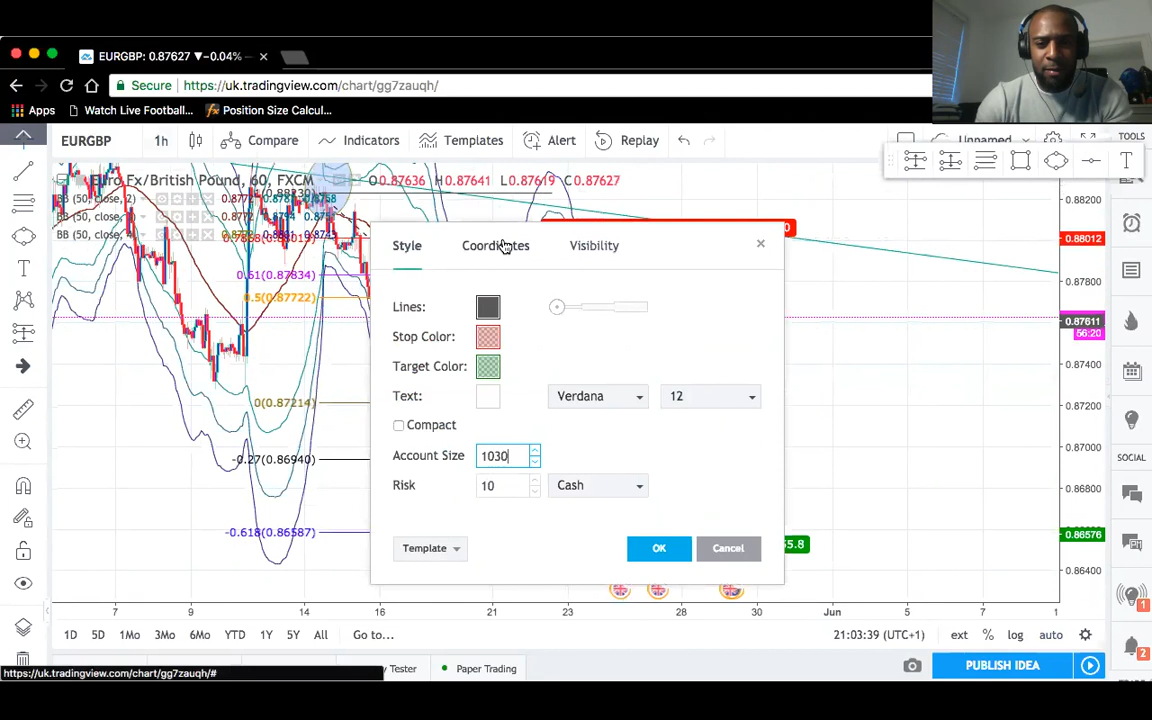 EURGBP: 0.87627 ▼−0.04%
Secure https://uk.tradingview.com/chart/gg7zauqh/
Apps Watch Live Football... Position Size Calcul...
EURGBP 1h Compare Indicators Templates Alert Replay Unnamed TOOLS
Euro Fx/British Pound, 60, FXCM O0.87636 H0.87641 L0.87619 C0.87627
BB (50, close, 2)
BB (50, close, 3)
BB (50, close, 4)
0.61(0.87834)
0.5(0.87722)
0(0.87214)
-0.27(0.86940)
-0.618(0.86587)
Style Coordinates Visibility
Lines:
Stop Color:
Target Color:
Text: Verdana 12
Compact
Account Size 1030
Risk 10 Cash
Template OK Cancel
0.88200
0.88012
0.87800
0.87611
56:20
0.87400
0.87200
0.87000
0.86800
0.86576
0.86400
SOCIAL
1
2
7 9 14 16 21 23 28 30 Jun 5 7 1
1D 5D 1Mo 3Mo 6Mo YTD 1Y 5Y All Go to... 21:03:39 (UTC+1) ext % log auto
https://uk.tradingview.com/chart/gg7zauqh/# Tester Paper Trading PUBLISH IDEA